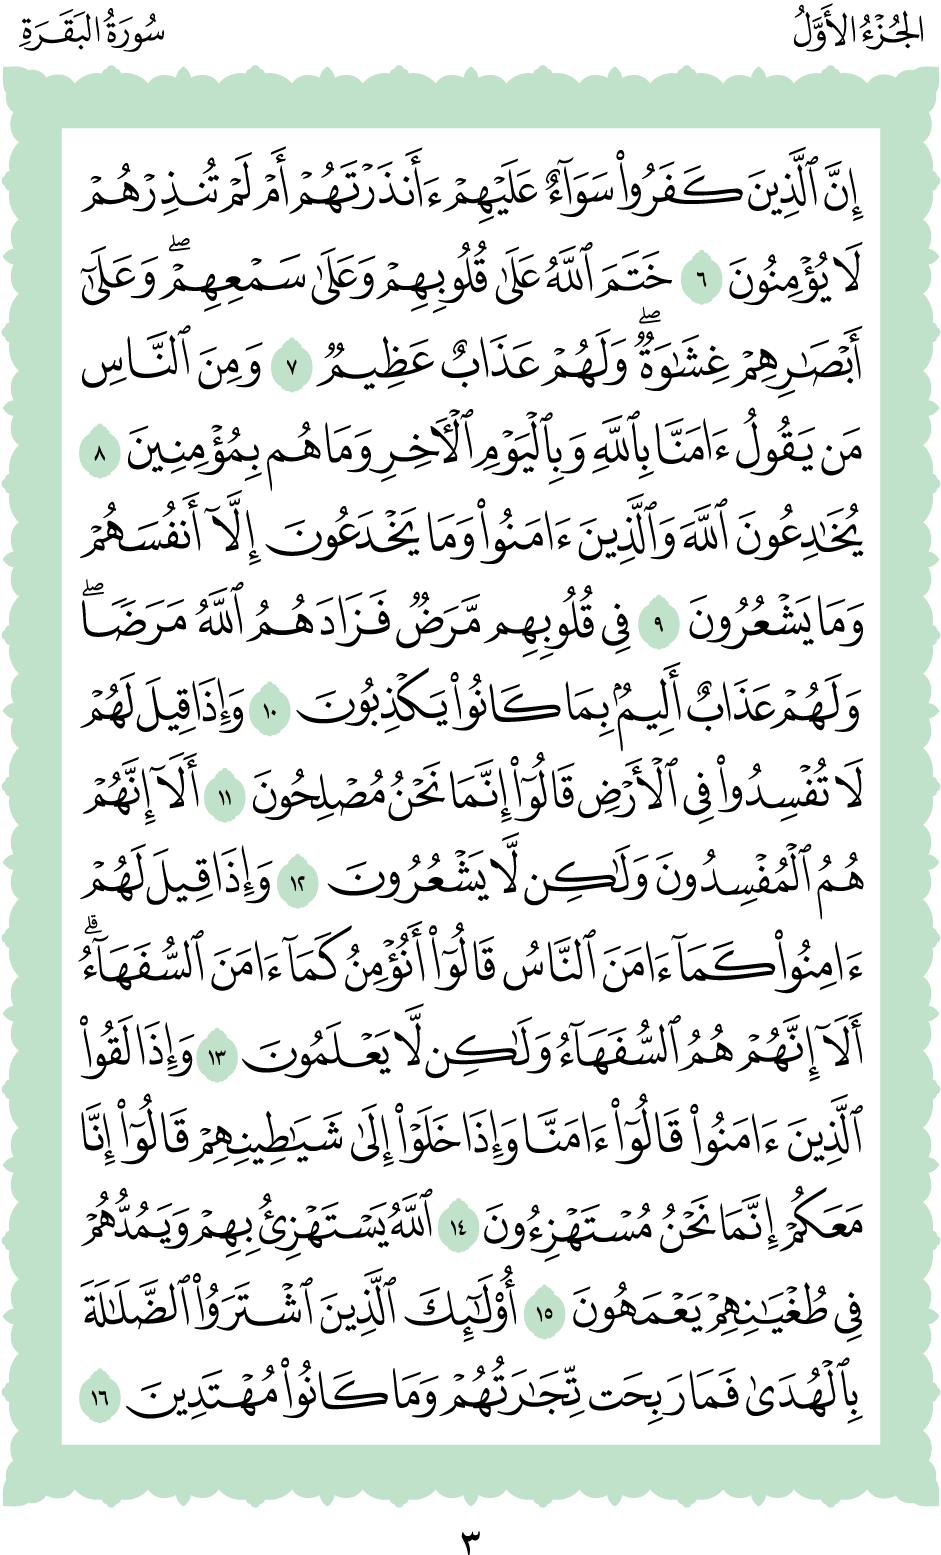 الجُزْءُ الأَوَّلُ
سُورَةُ البَقَرَةِ
إِنَّ ٱلَّذِينَ كَفَرُوا۟ سَوَآءٌ عَلَيْهِمْ ءَأَنذَرْتَهُمْ أَمْ لَمْ تُنذِرْهُمْ
لَا يُؤْمِنُونَ ٦ خَتَمَ ٱللَّهُ عَلَىٰ قُلُوبِهِمْ وَعَلَىٰ سَمْعِهِمْ ۖ وَعَلَىٰٓ
أَبْصَـٰرِهِمْ غِشَـٰوَةٌ ۖ وَلَهُمْ عَذَابٌ عَظِيمٌ ٧ وَمِنَ ٱلنَّاسِ
مَن يَقُولُ ءَامَنَّا بِٱللَّهِ وَبِٱلْيَوْمِ ٱلْـَٔاخِرِ وَمَا هُم بِمُؤْمِنِينَ ٨
يُخَـٰدِعُونَ ٱللَّهَ وَٱلَّذِينَ ءَامَنُوا۟ وَمَا يَخْدَعُونَ إِلَّآ أَنفُسَهُمْ
وَمَا يَشْعُرُونَ ٩ فِى قُلُوبِهِم مَّرَضٌ فَزَادَهُمُ ٱللَّهُ مَرَضًا ۖ
وَلَهُمْ عَذَابٌ أَلِيمٌۢ بِمَا كَانُوا۟ يَكْذِبُونَ ١٠ وَإِذَا قِيلَ لَهُمْ
لَا تُفْسِدُوا۟ فِى ٱلْأَرْضِ قَالُوٓا۟ إِنَّمَا نَحْنُ مُصْلِحُونَ ١١ أَلَآ إِنَّهُمْ
هُمُ ٱلْمُفْسِدُونَ وَلَـٰكِن لَّا يَشْعُرُونَ ١٢ وَإِذَا قِيلَ لَهُمْ
ءَامِنُوا۟ كَمَآ ءَامَنَ ٱلنَّاسُ قَالُوٓا۟ أَنُؤْمِنُ كَمَآ ءَامَنَ ٱلسُّفَهَآءُ ۗ
أَلَآ إِنَّهُمْ هُمُ ٱلسُّفَهَآءُ وَلَـٰكِن لَّا يَعْلَمُونَ ١٣ وَإِذَا لَقُوا۟
ٱلَّذِينَ ءَامَنُوا۟ قَالُوٓا۟ ءَامَنَّا وَإِذَا خَلَوْا۟ إِلَىٰ شَيَـٰطِينِهِمْ قَالُوٓا۟ إِنَّا
مَعَكُمْ إِنَّمَا نَحْنُ مُسْتَهْزِءُونَ ١٤ ٱللَّهُ يَسْتَهْزِئُ بِهِمْ وَيَمُدُّهُمْ
فِى طُغْيَـٰنِهِمْ يَعْمَهُونَ ١٥ أُو۟لَـٰٓئِكَ ٱلَّذِينَ ٱشْتَرَوُا۟ ٱلضَّلَـٰلَةَ
بِٱلْهُدَىٰ فَمَا رَبِحَت تِّجَـٰرَتُهُمْ وَمَا كَانُوا۟ مُهْتَدِينَ ١٦
٣